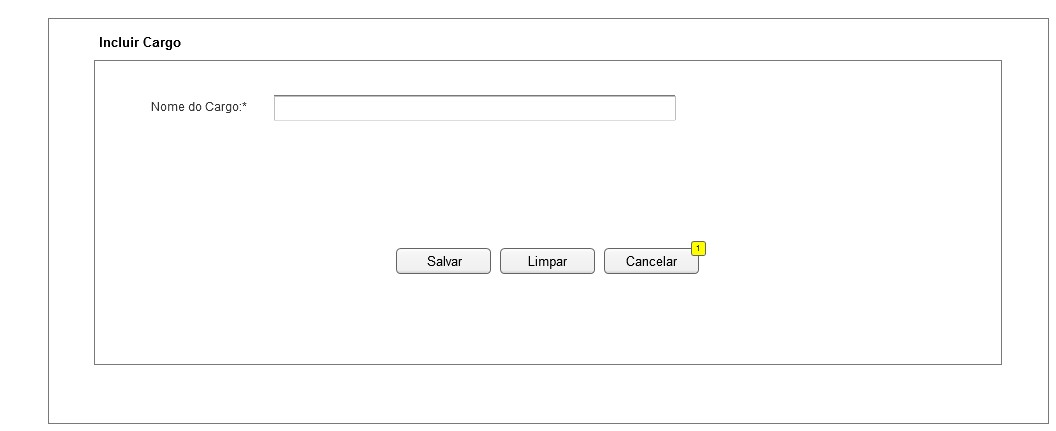 Incluir Cargo
Nome do Cargo:*
Salvar Limpar Cancelar 1